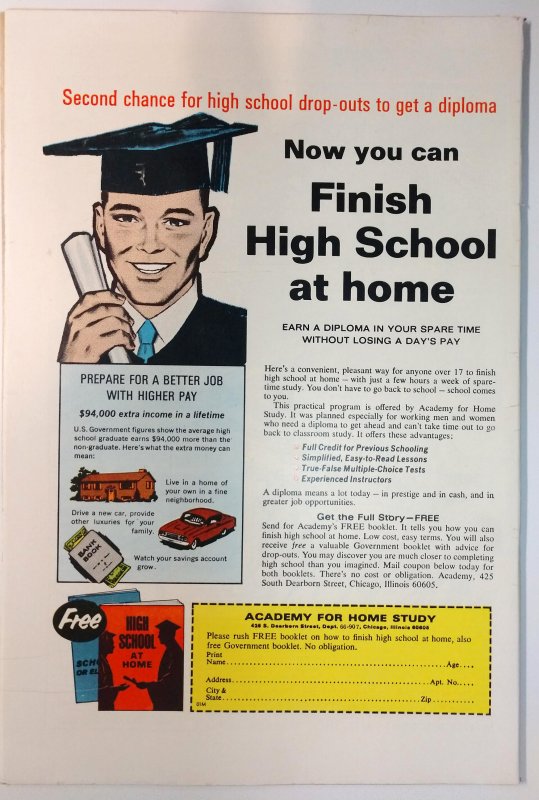 Second chance for high school drop-outs to get a diploma
Now you can
Finish
High School
at home
EARN A DIPLOMA IN YOUR SPARE TIME
WITHOUT LOSING A DAY'S PAY
PREPARE FOR A BETTER JOB
WITH HIGHER PAY
$94,000 extra income in a lifetime
U.S. Government figures show the average high
school graduate earns $94,000 more than the
non-graduate. Here's what the extra money can
mean:
Live in a home of
your own in a fine
neighborhood.
Drive a new car, provide
other luxuries for your
family.
BANK
BOOK
Watch your savings account
grow.
Here's a convenient, pleasant way for anyone over 17 to finish
high school at home – with just a few hours a week of spare-
time study. You don't have to go back to school – school comes
to you.
This practical program is offered by Academy for Home
Study. It was planned especially for working men and women
who need a diploma to get ahead and can't take time out to go
back to classroom study. It offers these advantages:
Full Credit for Previous Schooling
Simplified, Easy-to-Read Lessons
True-False Multiple-Choice Tests
Experienced Instructors
A diploma means a lot today – in prestige and in cash, and in
greater job opportunities.
Get the Full Story–FREE
Send for Academy's FREE booklet. It tells you how you can
finish high school at home. Low cost, easy terms. You will also
receive free a valuable Government booklet with advice for
drop-outs. You may discover you are much closer to completing
high school than you imagined. Mail coupon below today for
both booklets. There's no cost or obligation. Academy, 425
South Dearborn Street, Chicago, Illinois 60605.
Free
HIGH
SCHOOL
AT
HOME
SCHO
OR EL
ACADEMY FOR HOME STUDY
425 S. Dearborn Street, Dept. 66-907, Chicago, Illinois 60605
Please rush FREE booklet on how to finish high school at home, also
free Government booklet. No obligation.
Print
Name Age
Address Apt. No.
City &
State Zip